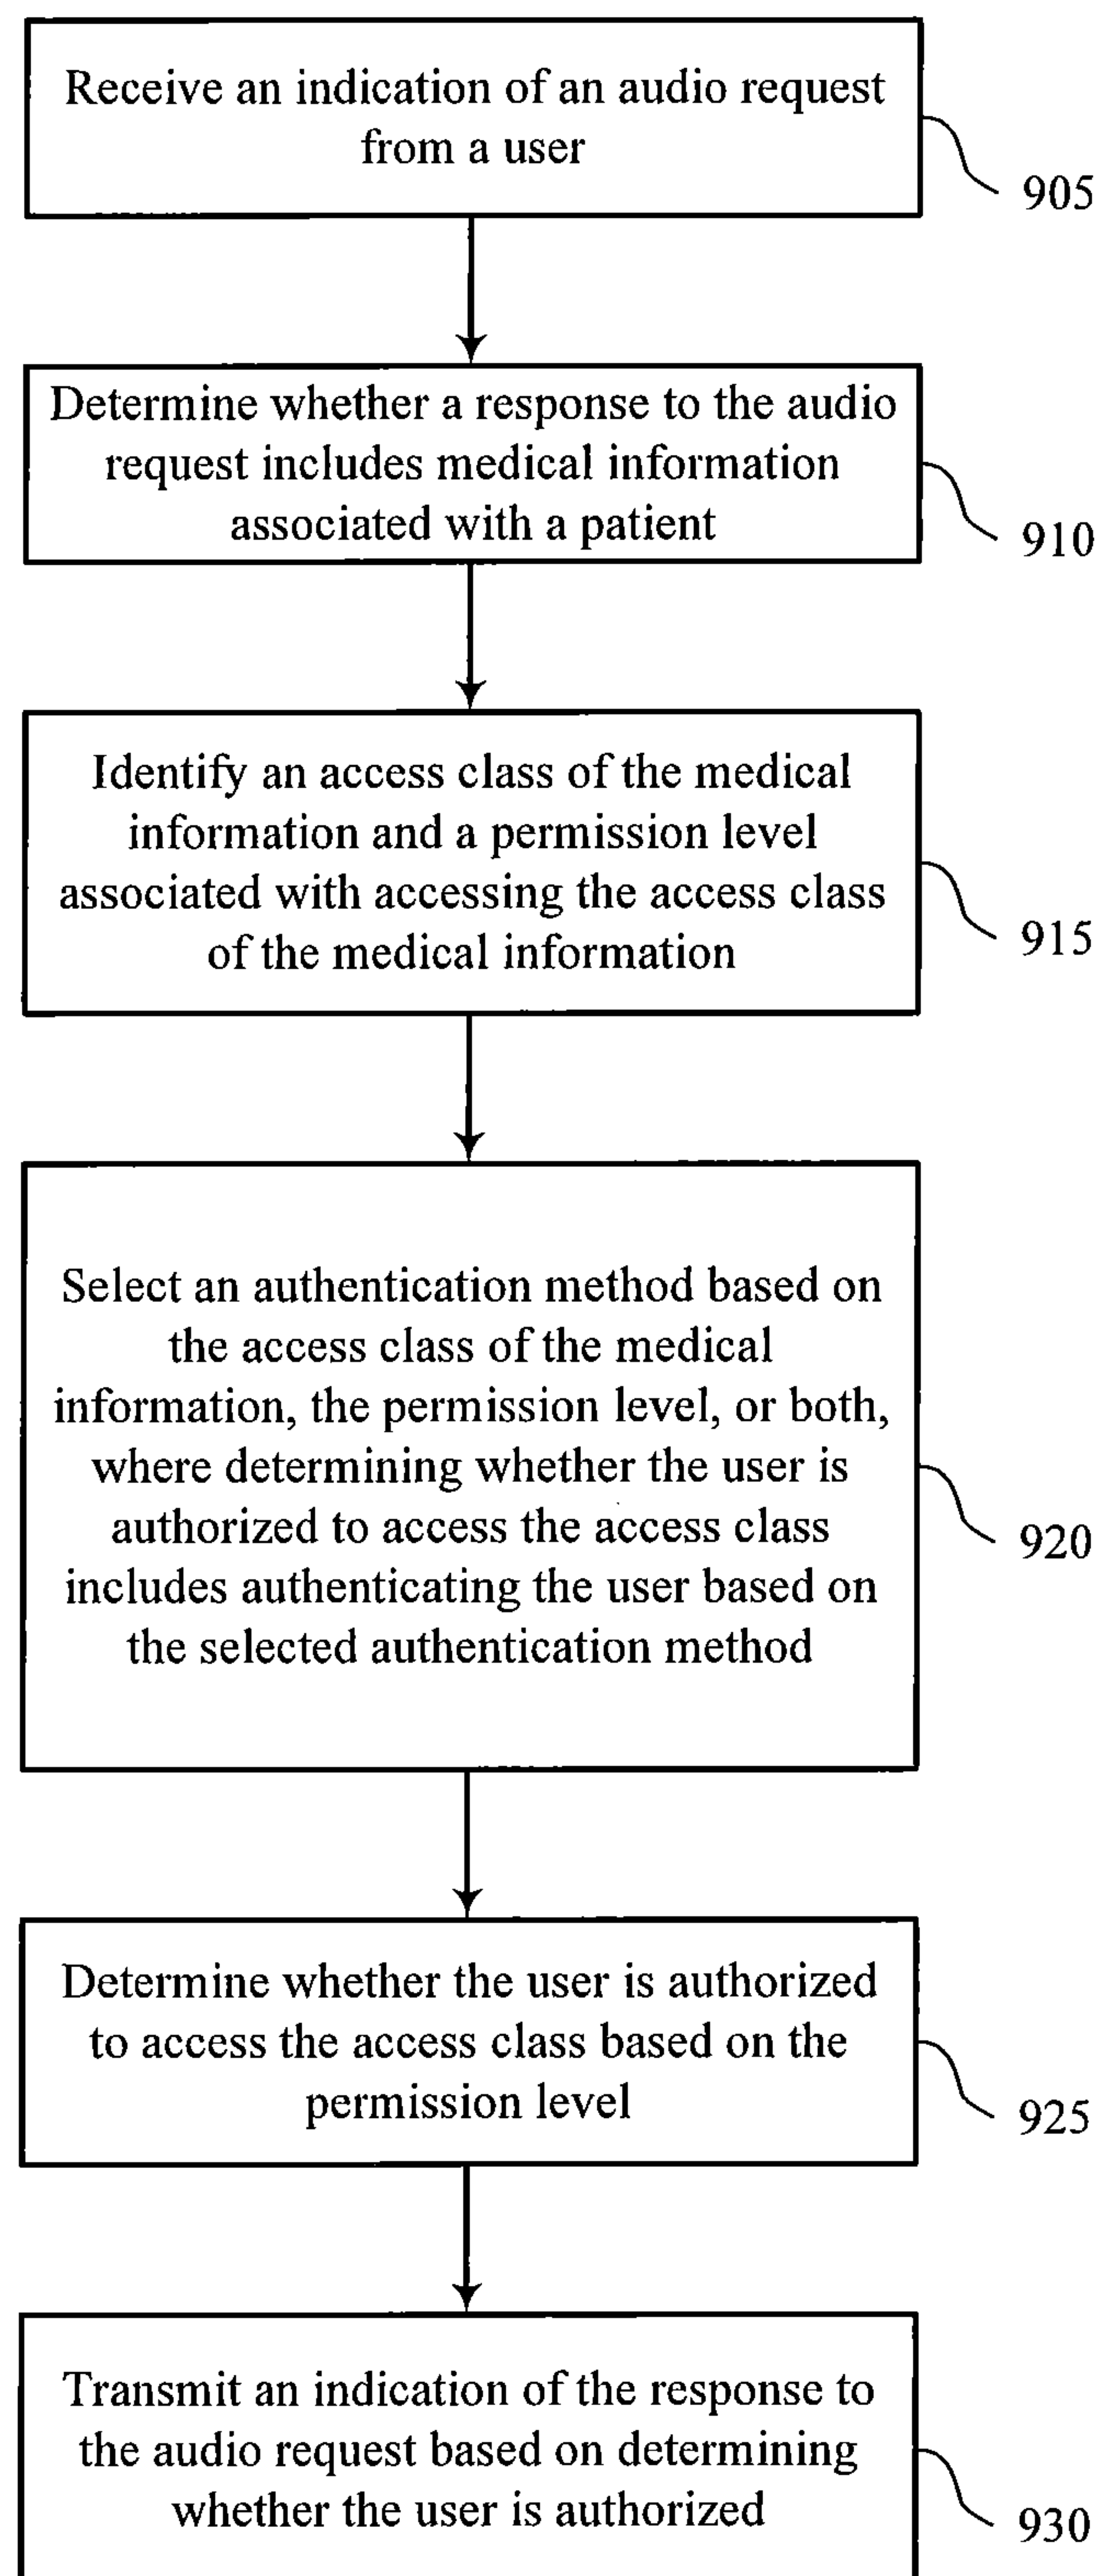 Receive an indication of an audio request
from a user
905
Determine whether a response to the audio
request includes medical information
associated with a patient
910
Identify an access class of the medical
information and a permission level
associated with accessing the access class
of the medical information
915
Select an authentication method based on
the access class of the medical
information, the permission level, or both,
where determining whether the user is
authorized to access the access class
includes authenticating the user based on
the selected authentication method
920
Determine whether the user is authorized
to access the access class based on the
permission level
925
Transmit an indication of the response to
the audio request based on determining
whether the user is authorized
930